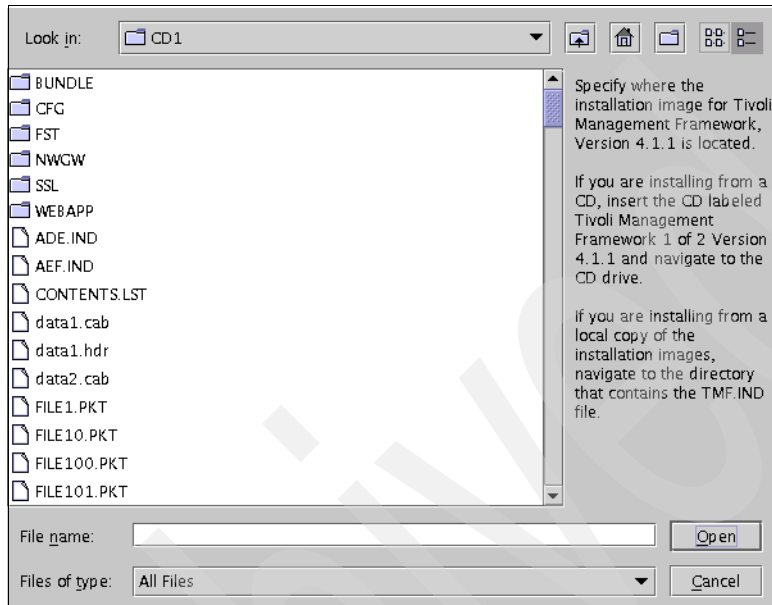 Look in:
CD1
BUNDLE
CFG
FST
NWGW
SSL
WEBAPP
ADE.IND
AEF.IND
CONTENTS.LST
data1.cab
data1.hdr
data2.cab
FILE1.PKT
FILE10.PKT
FILE100.PKT
FILE101.PKT
Specify where the
installation image for Tivoli
Management Framework,
Version 4.1.1 is located.
If you are installing from a
CD, insert the CD labeled
Tivoli Management
Framework 1 of 2 Version
4.1.1 and navigate to the
CD drive.
If you are installing from a
local copy of the
installation images,
navigate to the directory
that contains the TMF.IND
file.
File name:
Open
Files of type:
All Files
Cancel